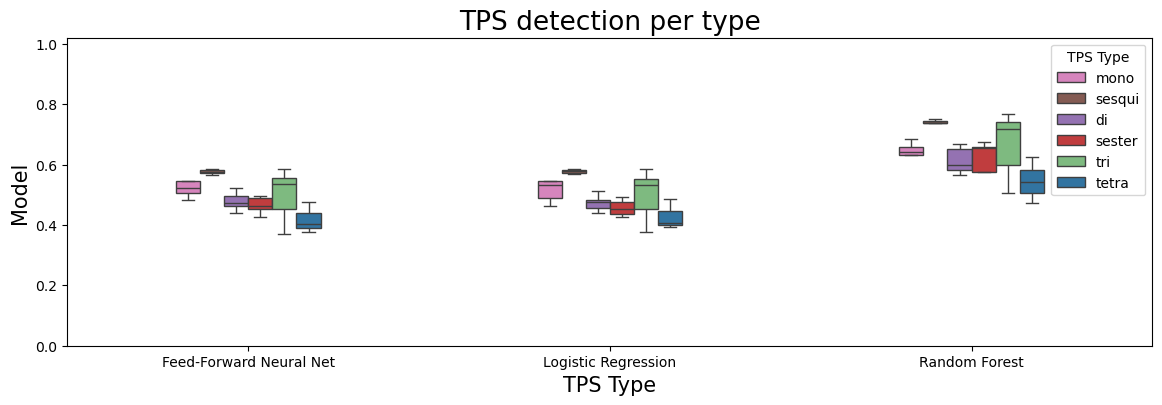 TPS detection per type
Model
1.0
0.8
0.6
0.4
0.2
0.0
TPS Type
mono
sesqui
di
sester
tri
tetra
Feed-Forward Neural Net
Logistic Regression
Random Forest
TPS Type